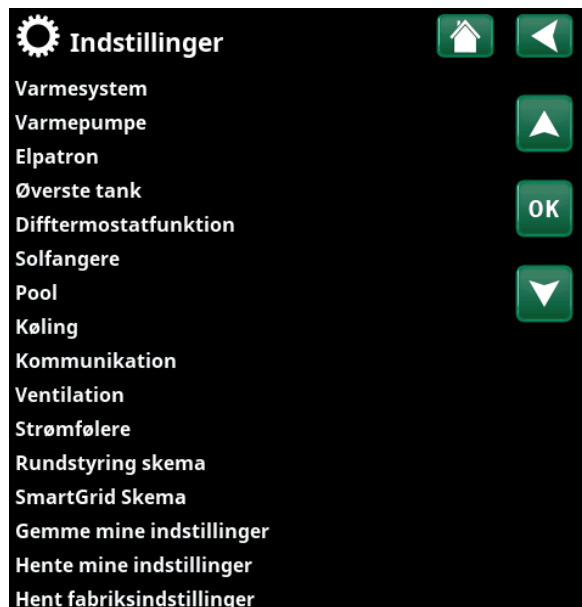 Indstillinger
Varmesystem
Varmepumpe
Elpatron
Øverste tank
OK
Difftermostatfunktion
Solfangere
Pool
Køling
Kommunikation
Ventilation
Strømfølere
Rundstyring skema
SmartGrid Skema
Gemme mine indstillinger
Hente mine indstillinger
Hent fabriksindstillinger